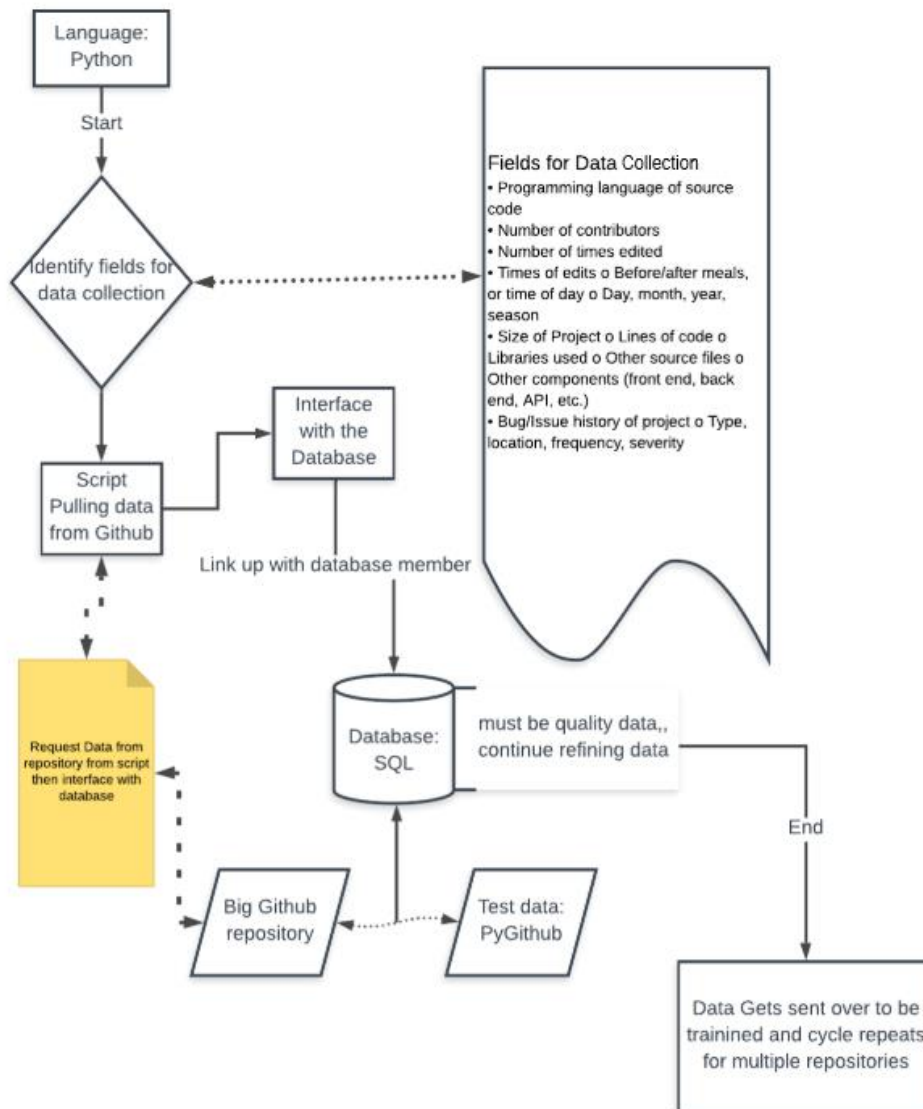 Language:
Python
Start
Identify fields for
data collection
Fields for Data Collection
• Programming language of source
code
• Number of contributors
• Number of times edited
• Times of edits o Before/after meals,
or time of day o Day, month, year,
season
• Size of Project o Lines of code o
Libraries used o Other source files o
Other components (front end, back
end, API, etc.)
• Bug/Issue history of project o Type,
location, frequency, severity
Interface
with the
Database
Script
Pulling data
from Github
Link up with database member
Request Data from
repository from script
then interface with
database
Database:
SQL
must be quality data,,
continue refining data
End
Big Github
repository
Test data:
PyGithub
Data Gets sent over to be
trainined and cycle repeats
for multiple repositories